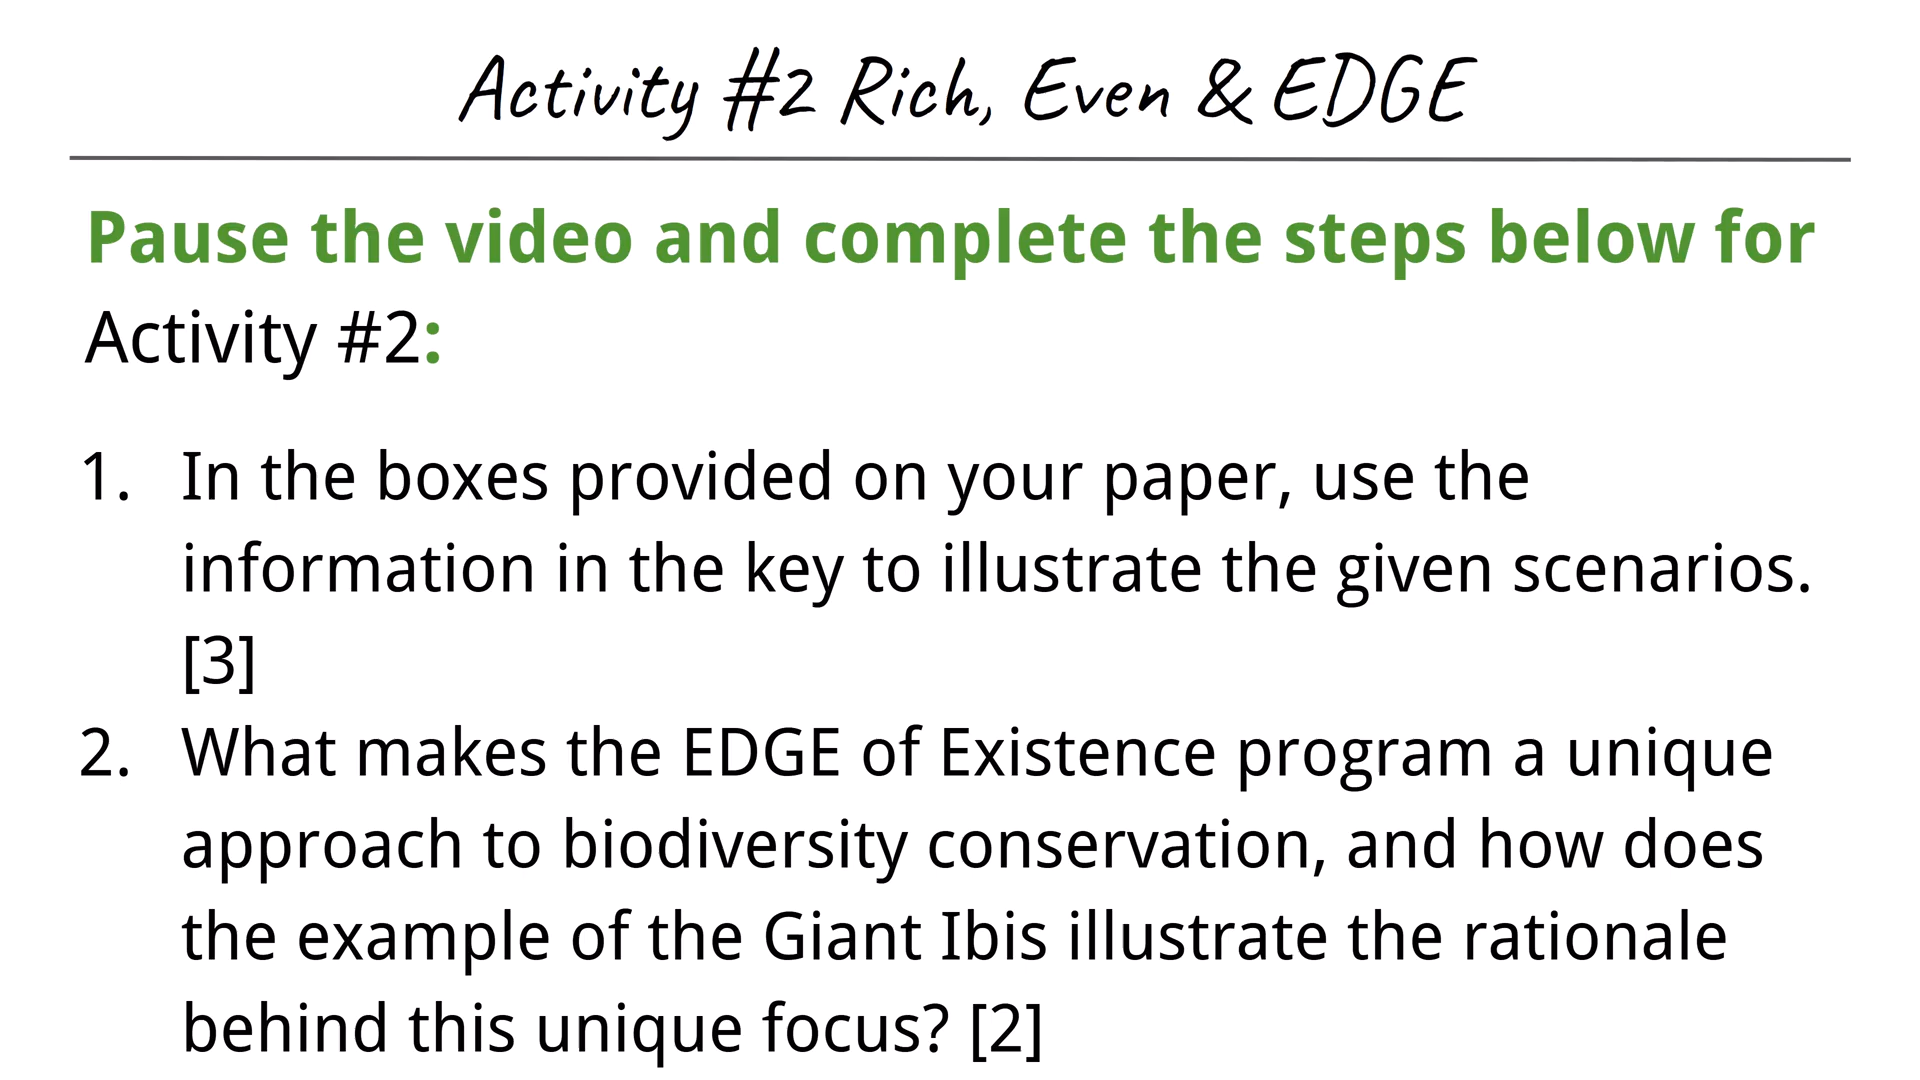 Activity #2 Rich, Even & EDGE
Pause the video and complete the steps below for
Activity #2:
1. In the boxes provided on your paper, use the
information in the key to illustrate the given scenarios.
[3]
2. What makes the EDGE of Existence program a unique
approach to biodiversity conservation, and how does
the example of the Giant Ibis illustrate the rationale
behind this unique focus? [2]